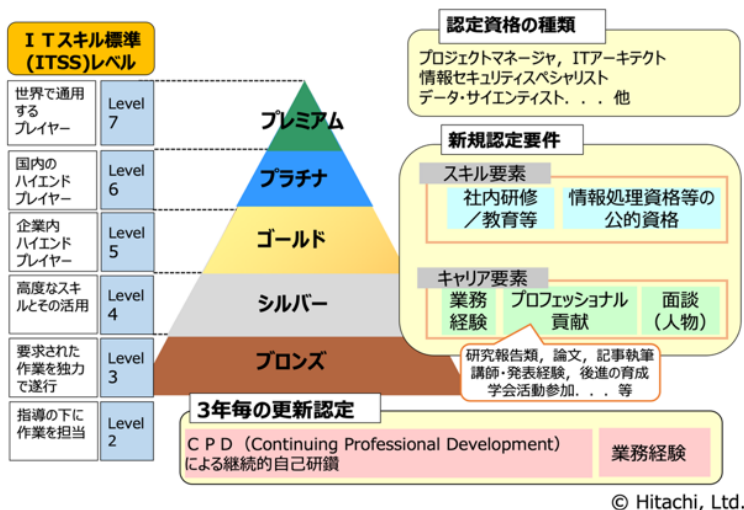 ITスキル標準
(ITSS)レベル
世界で通用
する
プレイヤー
Level
7
国内の
ハイエンド
プレイヤー
Level
6
企業内
ハイエンド
プレイヤー
Level
5
高度なスキ
ルとその活用
Level
4
要求された
作業を独力
で遂行
Level
3
指導の下に
作業を担当
Level
2
プレミアム
プラチナ
ゴールド
シルバー
ブロンズ
認定資格の種類
プロジェクトマネージャ,ITアーキテクト
情報セキュリティスペシャリスト
データ・サイエンティスト...他
新規認定要件
スキル要素
社内研修
／教育等
情報処理資格等の
公的資格
キャリア要素
業務
経験
プロフェッショナル
貢献
面談
(人物)
研究報告類,論文,記事執筆
講師・発表経験,後進の育成
学会活動参加...等
3年毎の更新認定
CPD(Continuing Professional Development)
による継続的自己研鑽
業務経験
© Hitachi, Ltd.